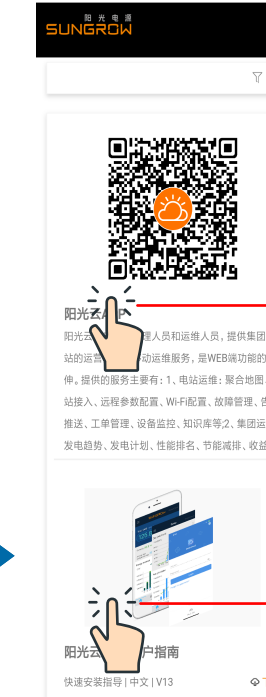 阳光电源
SUNGROW
阳光云APP
理人员和运维人员，提供集团
站的运营 动运维服务，是WEB端功能的
伸。提供的服务主要有：1、电站运维：聚合地图
站接入、远程参数配置、Wi-Fi配置、故障管理、告
推送、工单管理、设备监控、知识库等;2、集团运
发电趋势、发电计划、性能排名、节能减排、收益
阳光云 户指南
快速安装指导 | 中文 | V13